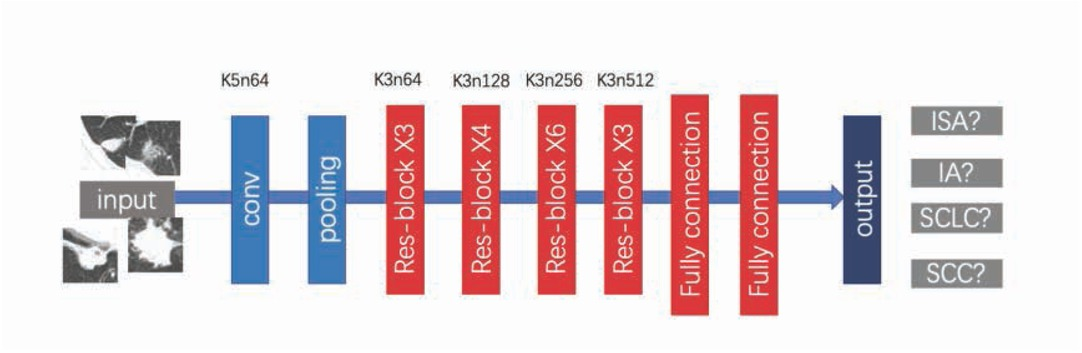 K5n64
K3n64
K3n128
K3n256
K3n512
input
conv
pooling
Res-block X3
Res-block X4
Res-block X6
Res-block X3
Fully connection
Fully connection
output
ISA?
IA?
SCLC?
SCC?